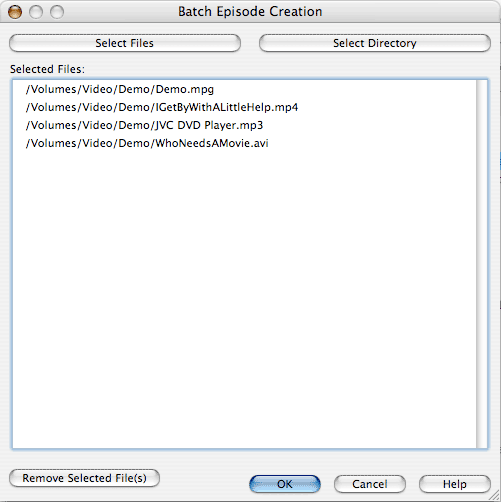 Batch Episode Creation
Select Files
Select Directory
Selected Files:
/Volumes/Video/Demo/Demo.mpg
/Volumes/Video/Demo/IGetByWithALittleHelp.mp4
/Volumes/Video/Demo/JVC DVD Player.mp3
/Volumes/Video/Demo/WhoNeedsAMovie.avi
Remove Selected File(s)
OK
Cancel
Help